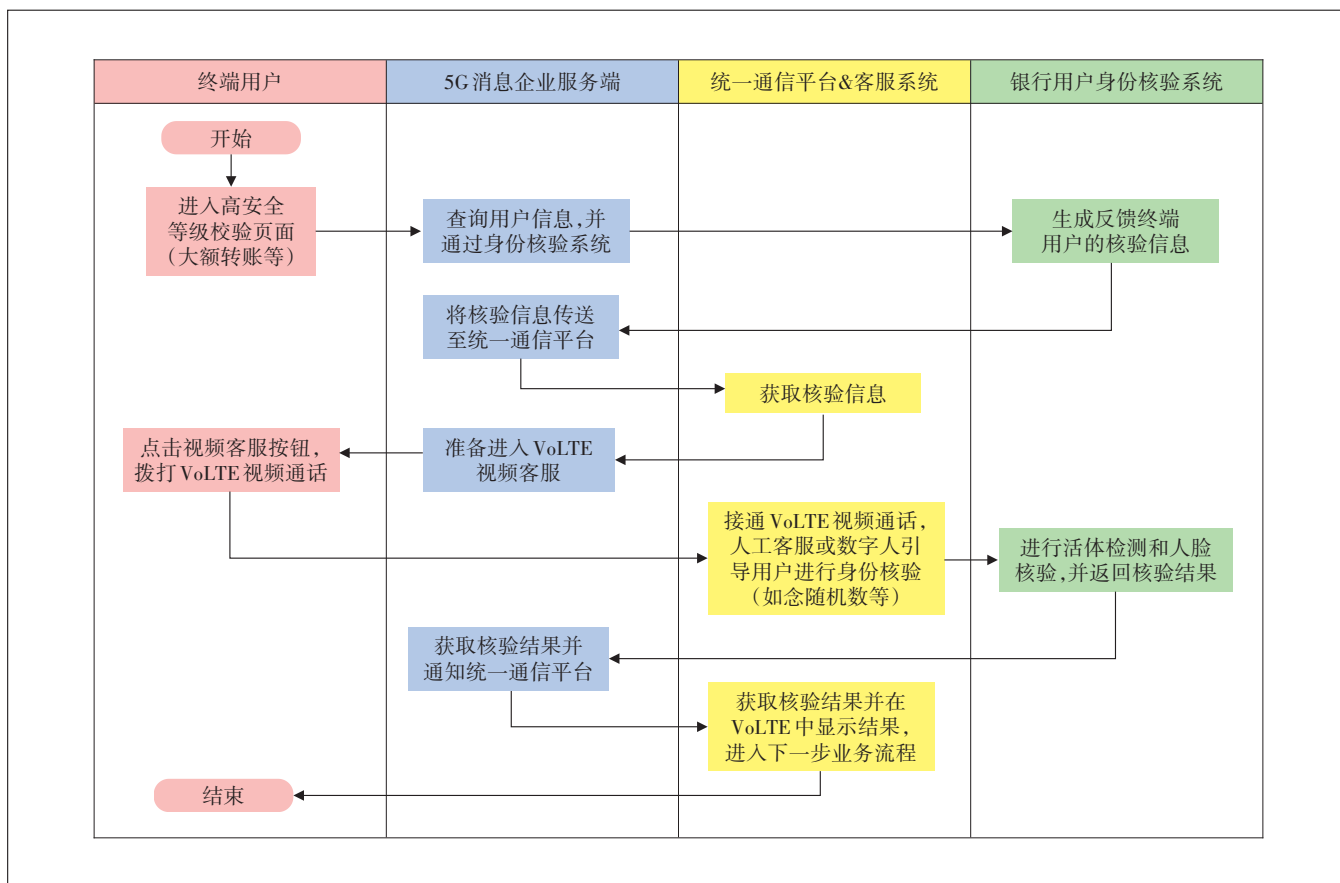 终端用户
5G消息企业服务端
统一通信平台&客服系统
银行用户身份核验系统
开始
进入高安全
等级校验页面
（大额转账等）
查询用户信息,并
通过身份核验系统
生成反馈终端
用户的核验信息
将核验信息传送
至统一通信平台
获取核验信息
准备进入VoLTE
视频客服
点击视频客服按钮，
拨打VoLTE视频通话
接通VoLTE视频通话，
人工客服或数字人引
导用户进行身份核验
（如念随机数等）
进行活体检测和人脸
核验,并返回核验结果
获取核验结果并
通知统一通信平台
获取核验结果并在
VoLTE中显示结果，
进入下一步业务流程
结束